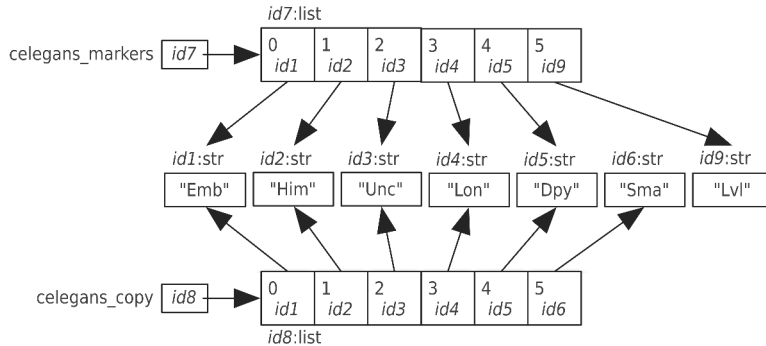 id7:list
celegans_markers id7 0 1 2 3 4 5
id1 id2 id3 id4 id5 id9
id1:str id2:str id3:str id4:str id5:str id6:str id9:str
"Emb" "Him" "Unc" "Lon" "Dpy" "Sma" "Lvl"
celegans_copy id8 0 1 2 3 4 5
id1 id2 id3 id4 id5 id6
id8:list